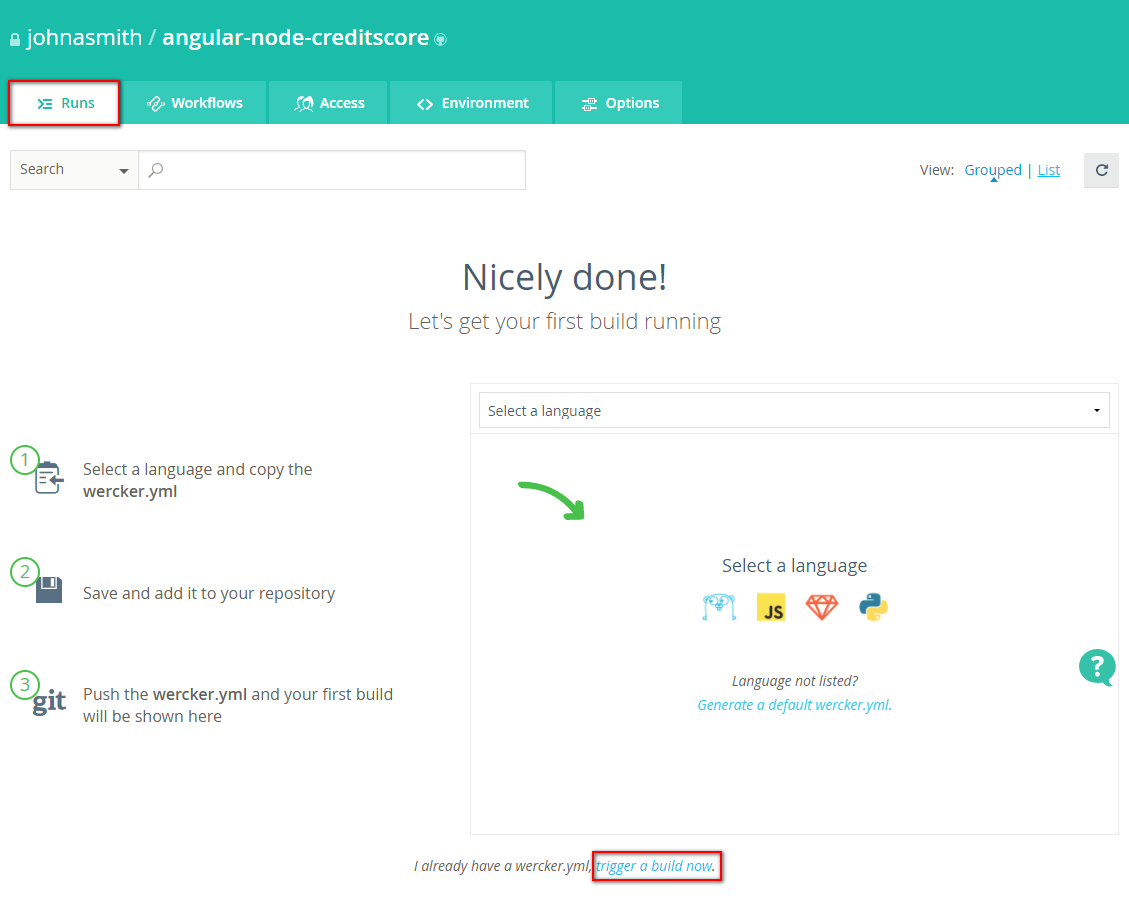 johnasmith / angular-node-creditscore
Runs
Workflows
Access
Environment
Options
Search
View: Grouped | List
Nicely done!
Let's get your first build running
Select a language
1
Select a language and copy the
wercker.yml
2
Save and add it to your repository
3
git
Push the wercker.yml and your first build
will be shown here
Select a language
JS
Language not listed?
Generate a default wercker.yml.
?
I already have a wercker.yml, trigger a build now.